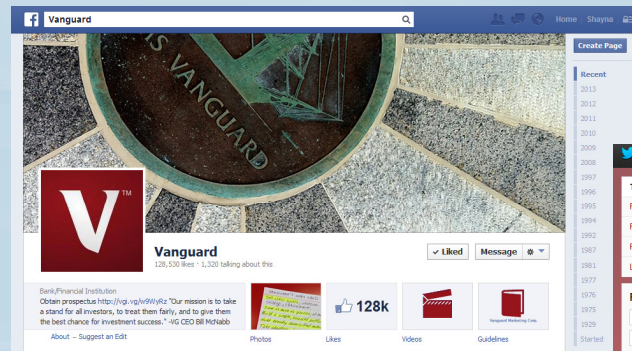 Vanguard
Home Shayna
Create Page
IS VANGUARD
Recent
2013
2012
2011
2010
2009
2008
1997
1996
1995
1994
1992
1987
1981
1977
1976
1975
1929
Started
V TM
Vanguard
128,530 likes · 1,320 talking about this
✓ Liked
Message
Bank/Financial Institution
Obtain prospectus http://vgi.vg/w9WyRz "Our mission is to take
a stand for all investors, to treat them fairly, and to give them
the best chance for investment success." -VG CEO Bill McNabb
About – Suggest an Edit
128k
Vanguard Marketing Corp.
Photos
Likes
Videos
Guidelines